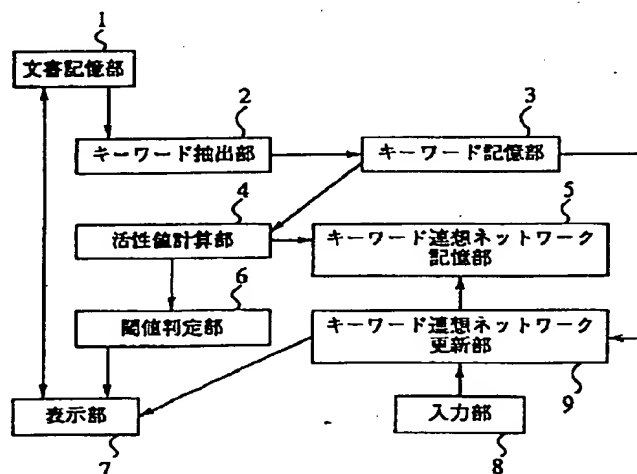 1
文書記憶部
2
キーワード抽出部
3
キーワード記憶部
4
活性値計算部
5
キーワード連想ネットワーク
記憶部
6
閾値判定部
キーワード連想ネットワーク
更新部
9
表示部
7
入力部
8